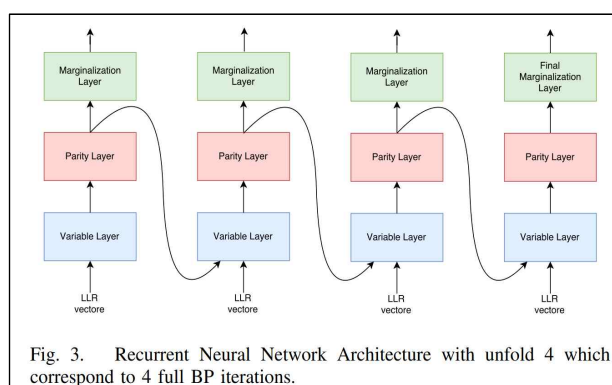 Marginalization
Layer
Marginalization
Layer
Marginalization
Layer
Final
Marginalization
Layer
Parity Layer
Parity Layer
Parity Layer
Parity Layer
Variable Layer
Variable Layer
Variable Layer
Variable Layer
LLR
vectore
LLR
vectore
LLR
vectore
LLR
vectore
Fig. 3. Recurrent Neural Network Architecture with unfold 4 which
correspond to 4 full BP iterations.